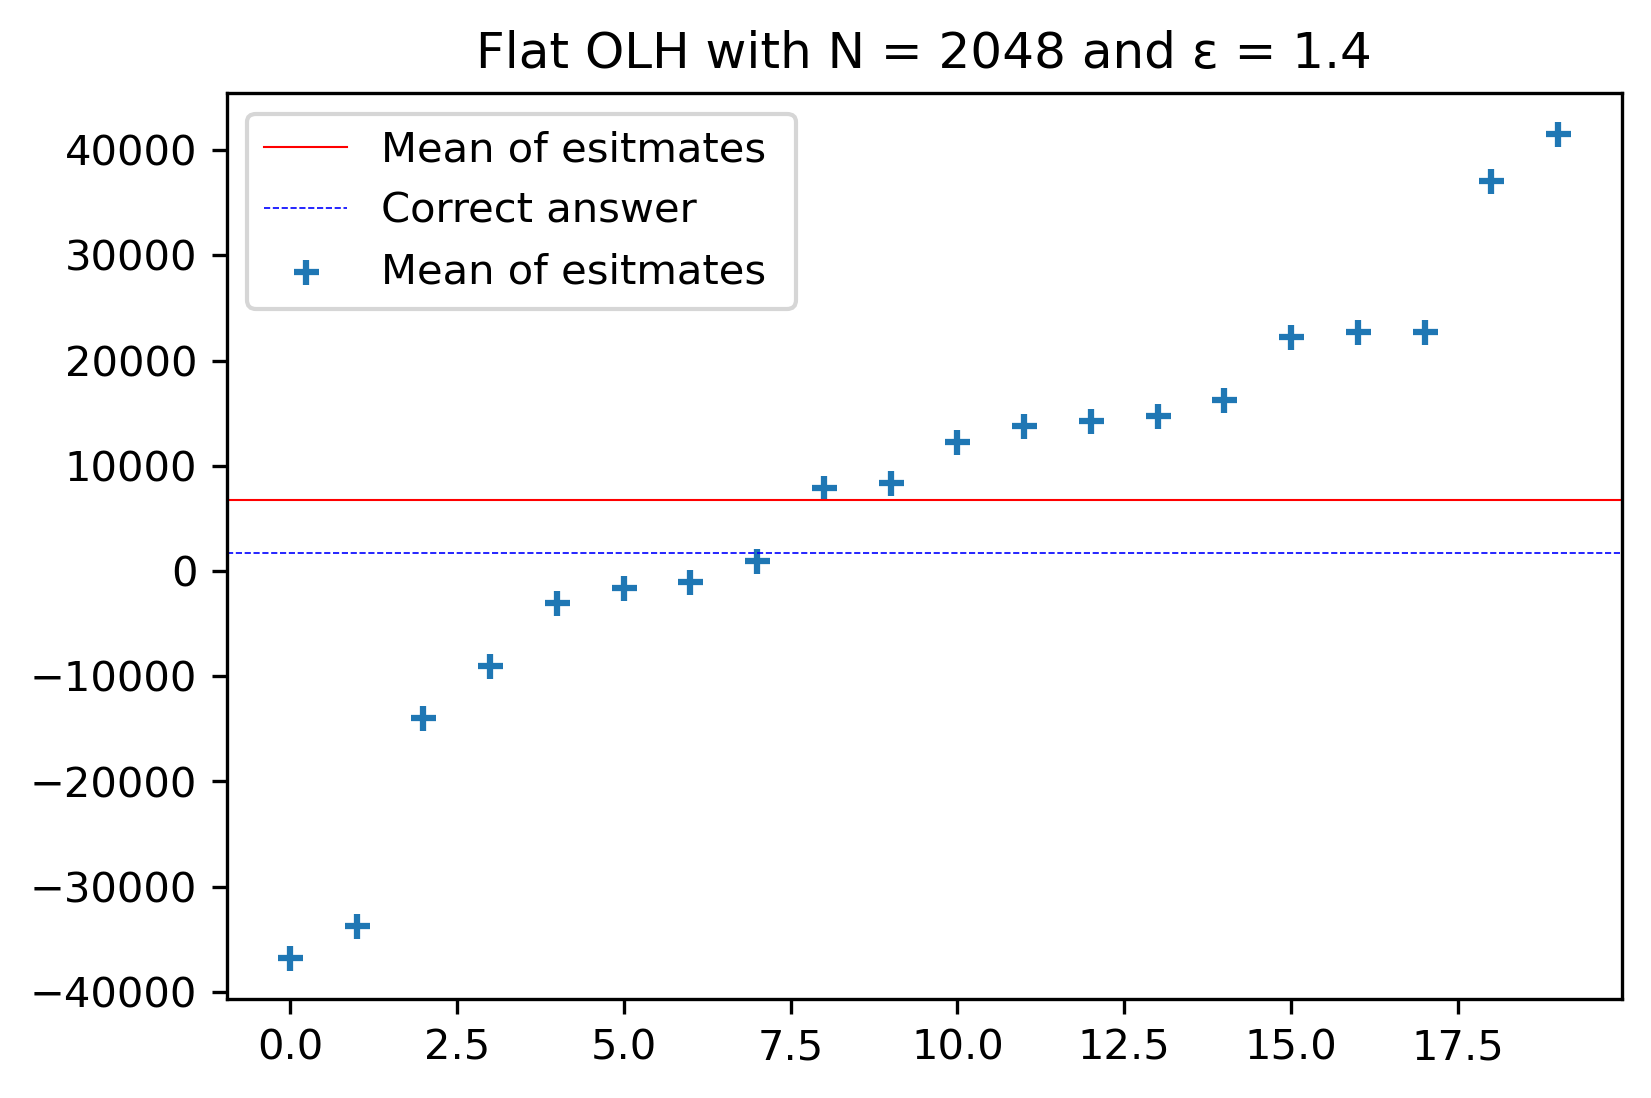 Flat OLH with N = 2048 and ε = 1.4
Mean of esitmates
Correct answer
Mean of esitmates
40000
30000
20000
10000
0
−10000
−20000
−30000
−40000
0.0 2.5 5.0 7.5 10.0 12.5 15.0 17.5